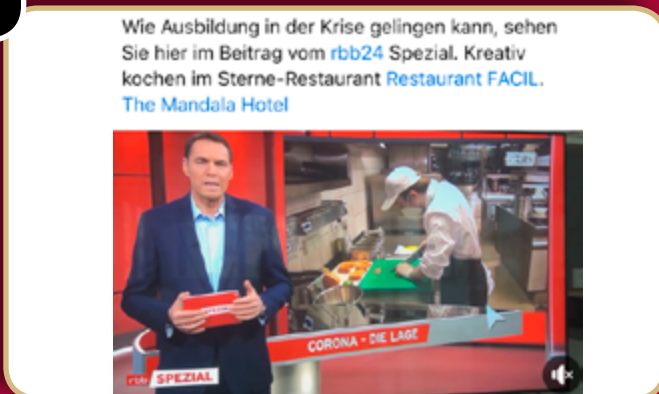 Wie Ausbildung in der Krise gelingen kann, sehen
Sie hier im Beitrag vom rbb24 Spezial. Kreativ
kochen im Sterne-Restaurant Restaurant FACIL.
The Mandala Hotel
CORONA - DIE LAGE
rbb SPEZIAL